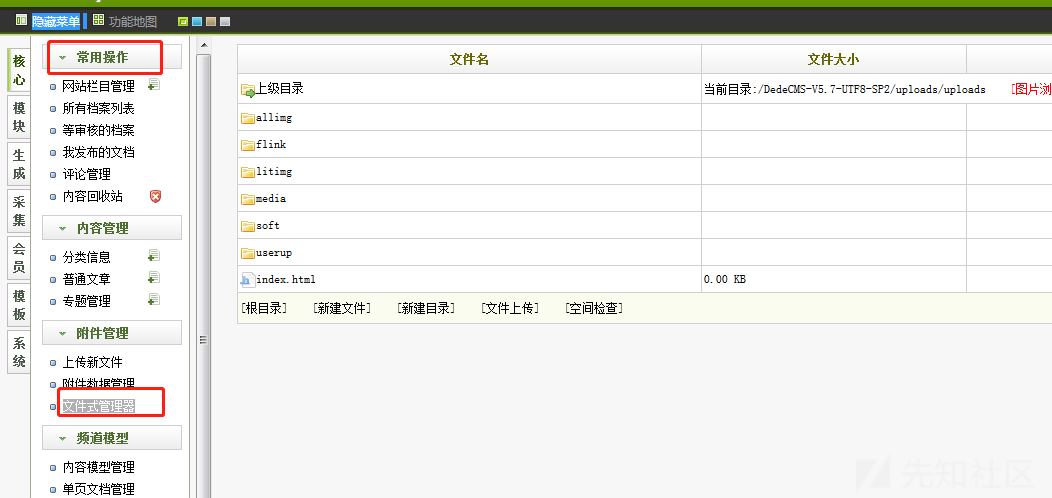 隐藏菜单 功能地图
核心
模块
生成
采集
会员
模板
系统
常用操作
网站栏目管理
所有档案列表
等审核的档案
我发布的文档
评论管理
内容回收站
内容管理
分类信息
普通文章
专题管理
附件管理
上传新文件
附件数据管理
文件式管理器
频道模型
内容模型管理
单页文档管理
文件名 文件大小
上级目录 当前目录:/DedeCMS-V5.7-UTF8-SP2/uploads/uploads [图片浏
allimg
flink
litimg
media
soft
userup
index.html 0.00 KB
[根目录] [新建文件] [新建目录] [文件上传] [空间检查]
先知社区